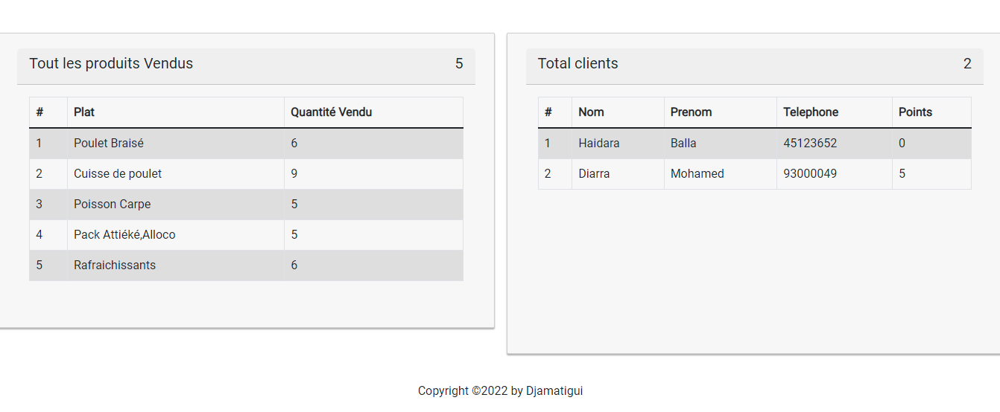 Tout les produits Vendus 5
# Plat Quantité Vendu
1 Poulet Braisé 6
2 Cuisse de poulet 9
3 Poisson Carpe 5
4 Pack Attiéké,Alloco 5
5 Rafraichissants 6
Total clients 2
# Nom Prenom Telephone Points
1 Haidara Balla 45123652 0
2 Diarra Mohamed 93000049 5
Copyright ©2022 by Djamatigui